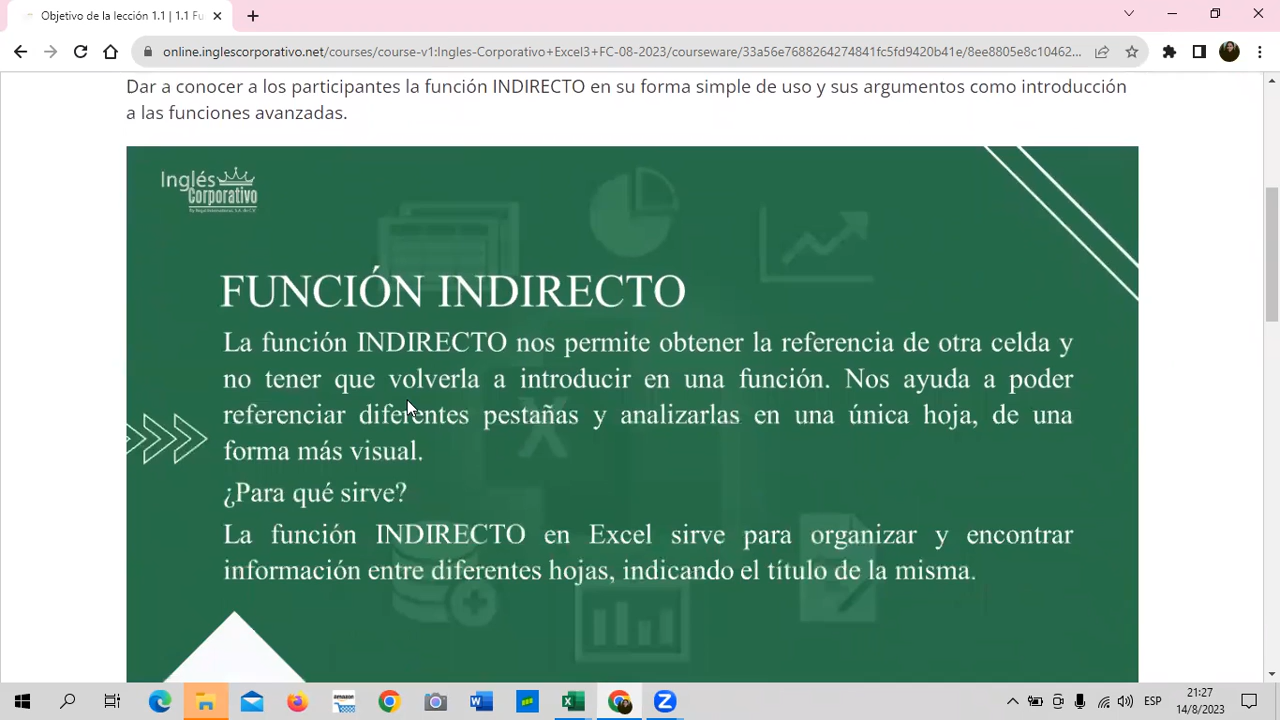 Objetivo de la lección 1.1 | 1.1 Fu
online.inglescorporativo.net/courses/course-v1:Ingles-Corporativo+Excel3+FC-08-2023/courseware/33a56e7688264274841fc5fd9420b41e/8ee8805e8c10462...
Dar a conocer a los participantes la función INDIRECTO en su forma simple de uso y sus argumentos como introducción
a las funciones avanzadas.
Inglés
Corporativo
FUNCIÓN INDIRECTO
La función INDIRECTO nos permite obtener la referencia de otra celda y
no tener que volverla a introducir en una función. Nos ayuda a poder
referenciar diferentes pestañas y analizarlas en una única hoja, de una
forma más visual.
¿Para qué sirve?
La función INDIRECTO en Excel sirve para organizar y encontrar
información entre diferentes hojas, indicando el título de la misma.
amazon
ESP
21:27
14/8/2023